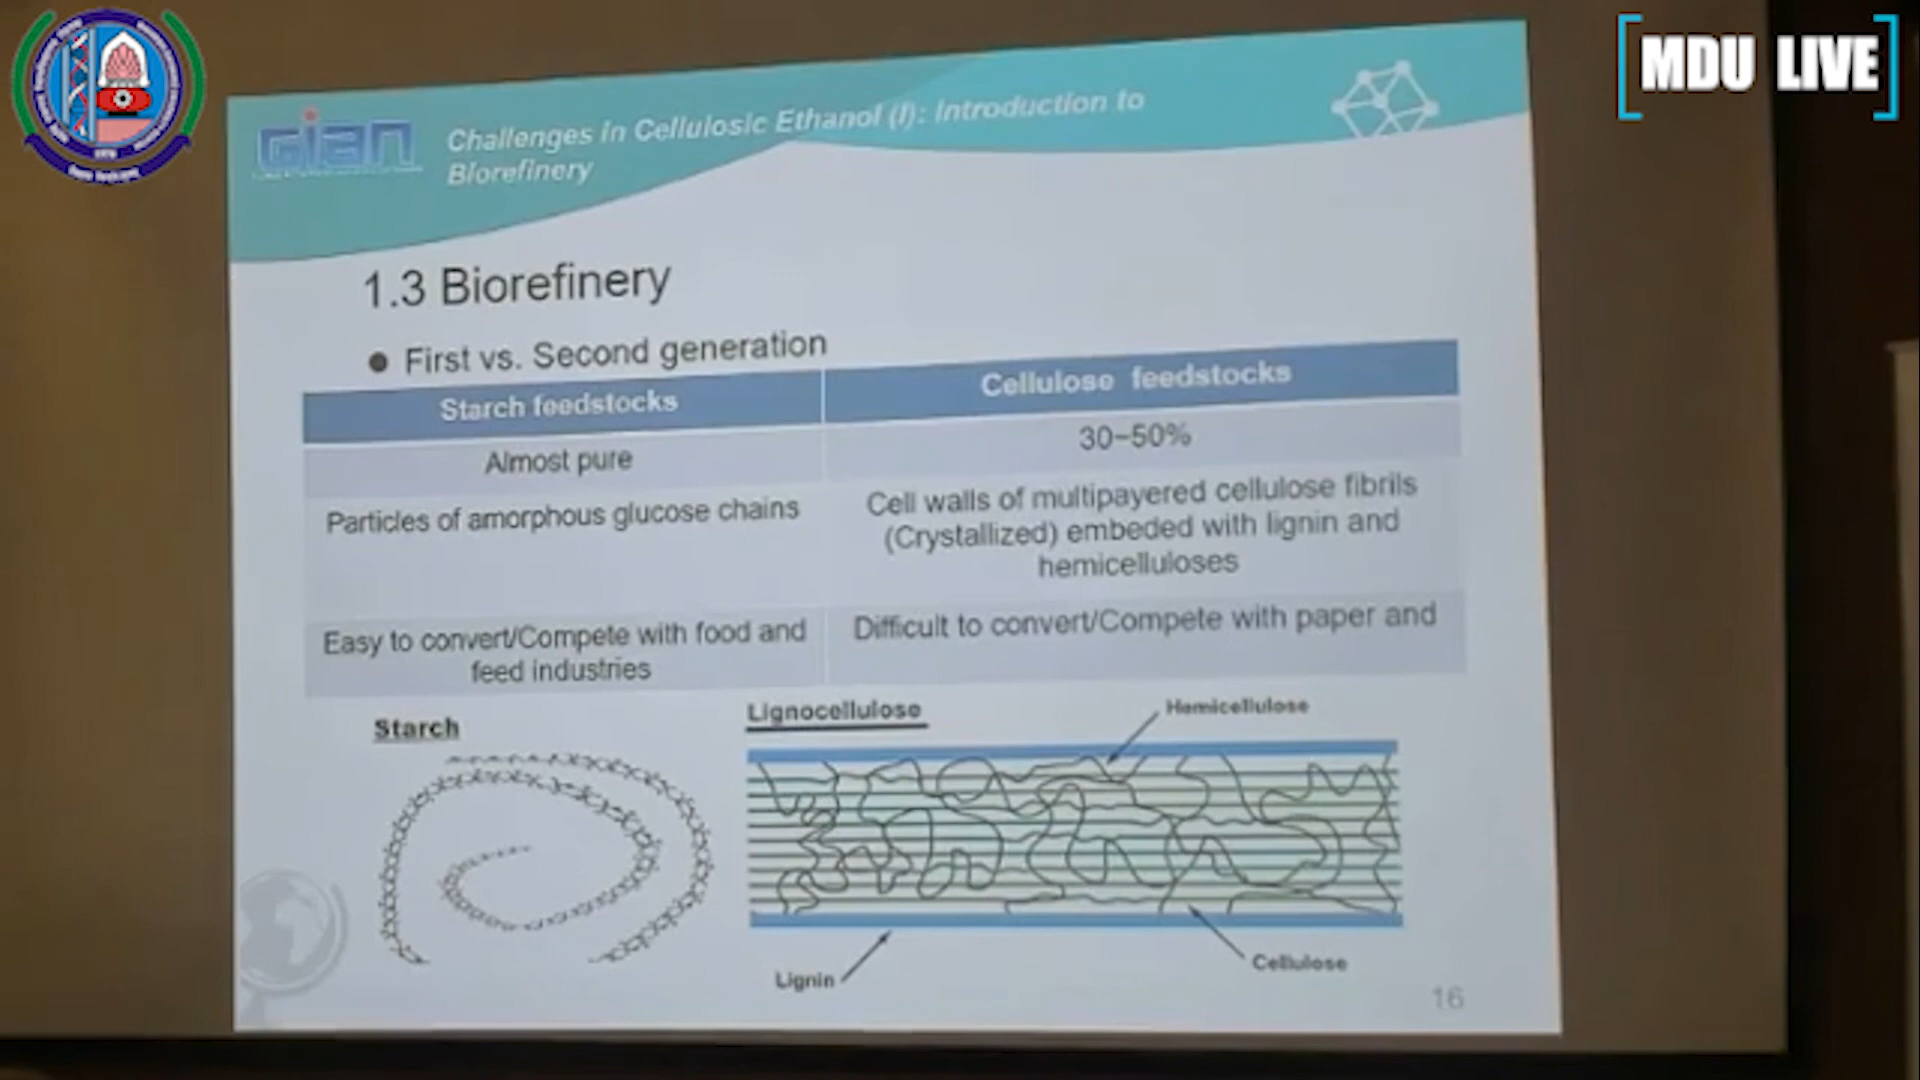 MDU LIVE
GIAN
Challenges in Cellulosic Ethanol (I): Introduction to
Biorefinery
1.3 Biorefinery
● First vs. Second generation
Starch feedstocks
Cellulose feedstocks
Almost pure
30-50%
Particles of amorphous glucose chains
Cell walls of multipayered cellulose fibrils
(Crystallized) embeded with lignin and
hemicelluloses
Easy to convert/Compete with food and
feed industries
Difficult to convert/Compete with paper and
Starch
Lignocellulose
Hemicellulose
Lignin
Cellulose
16